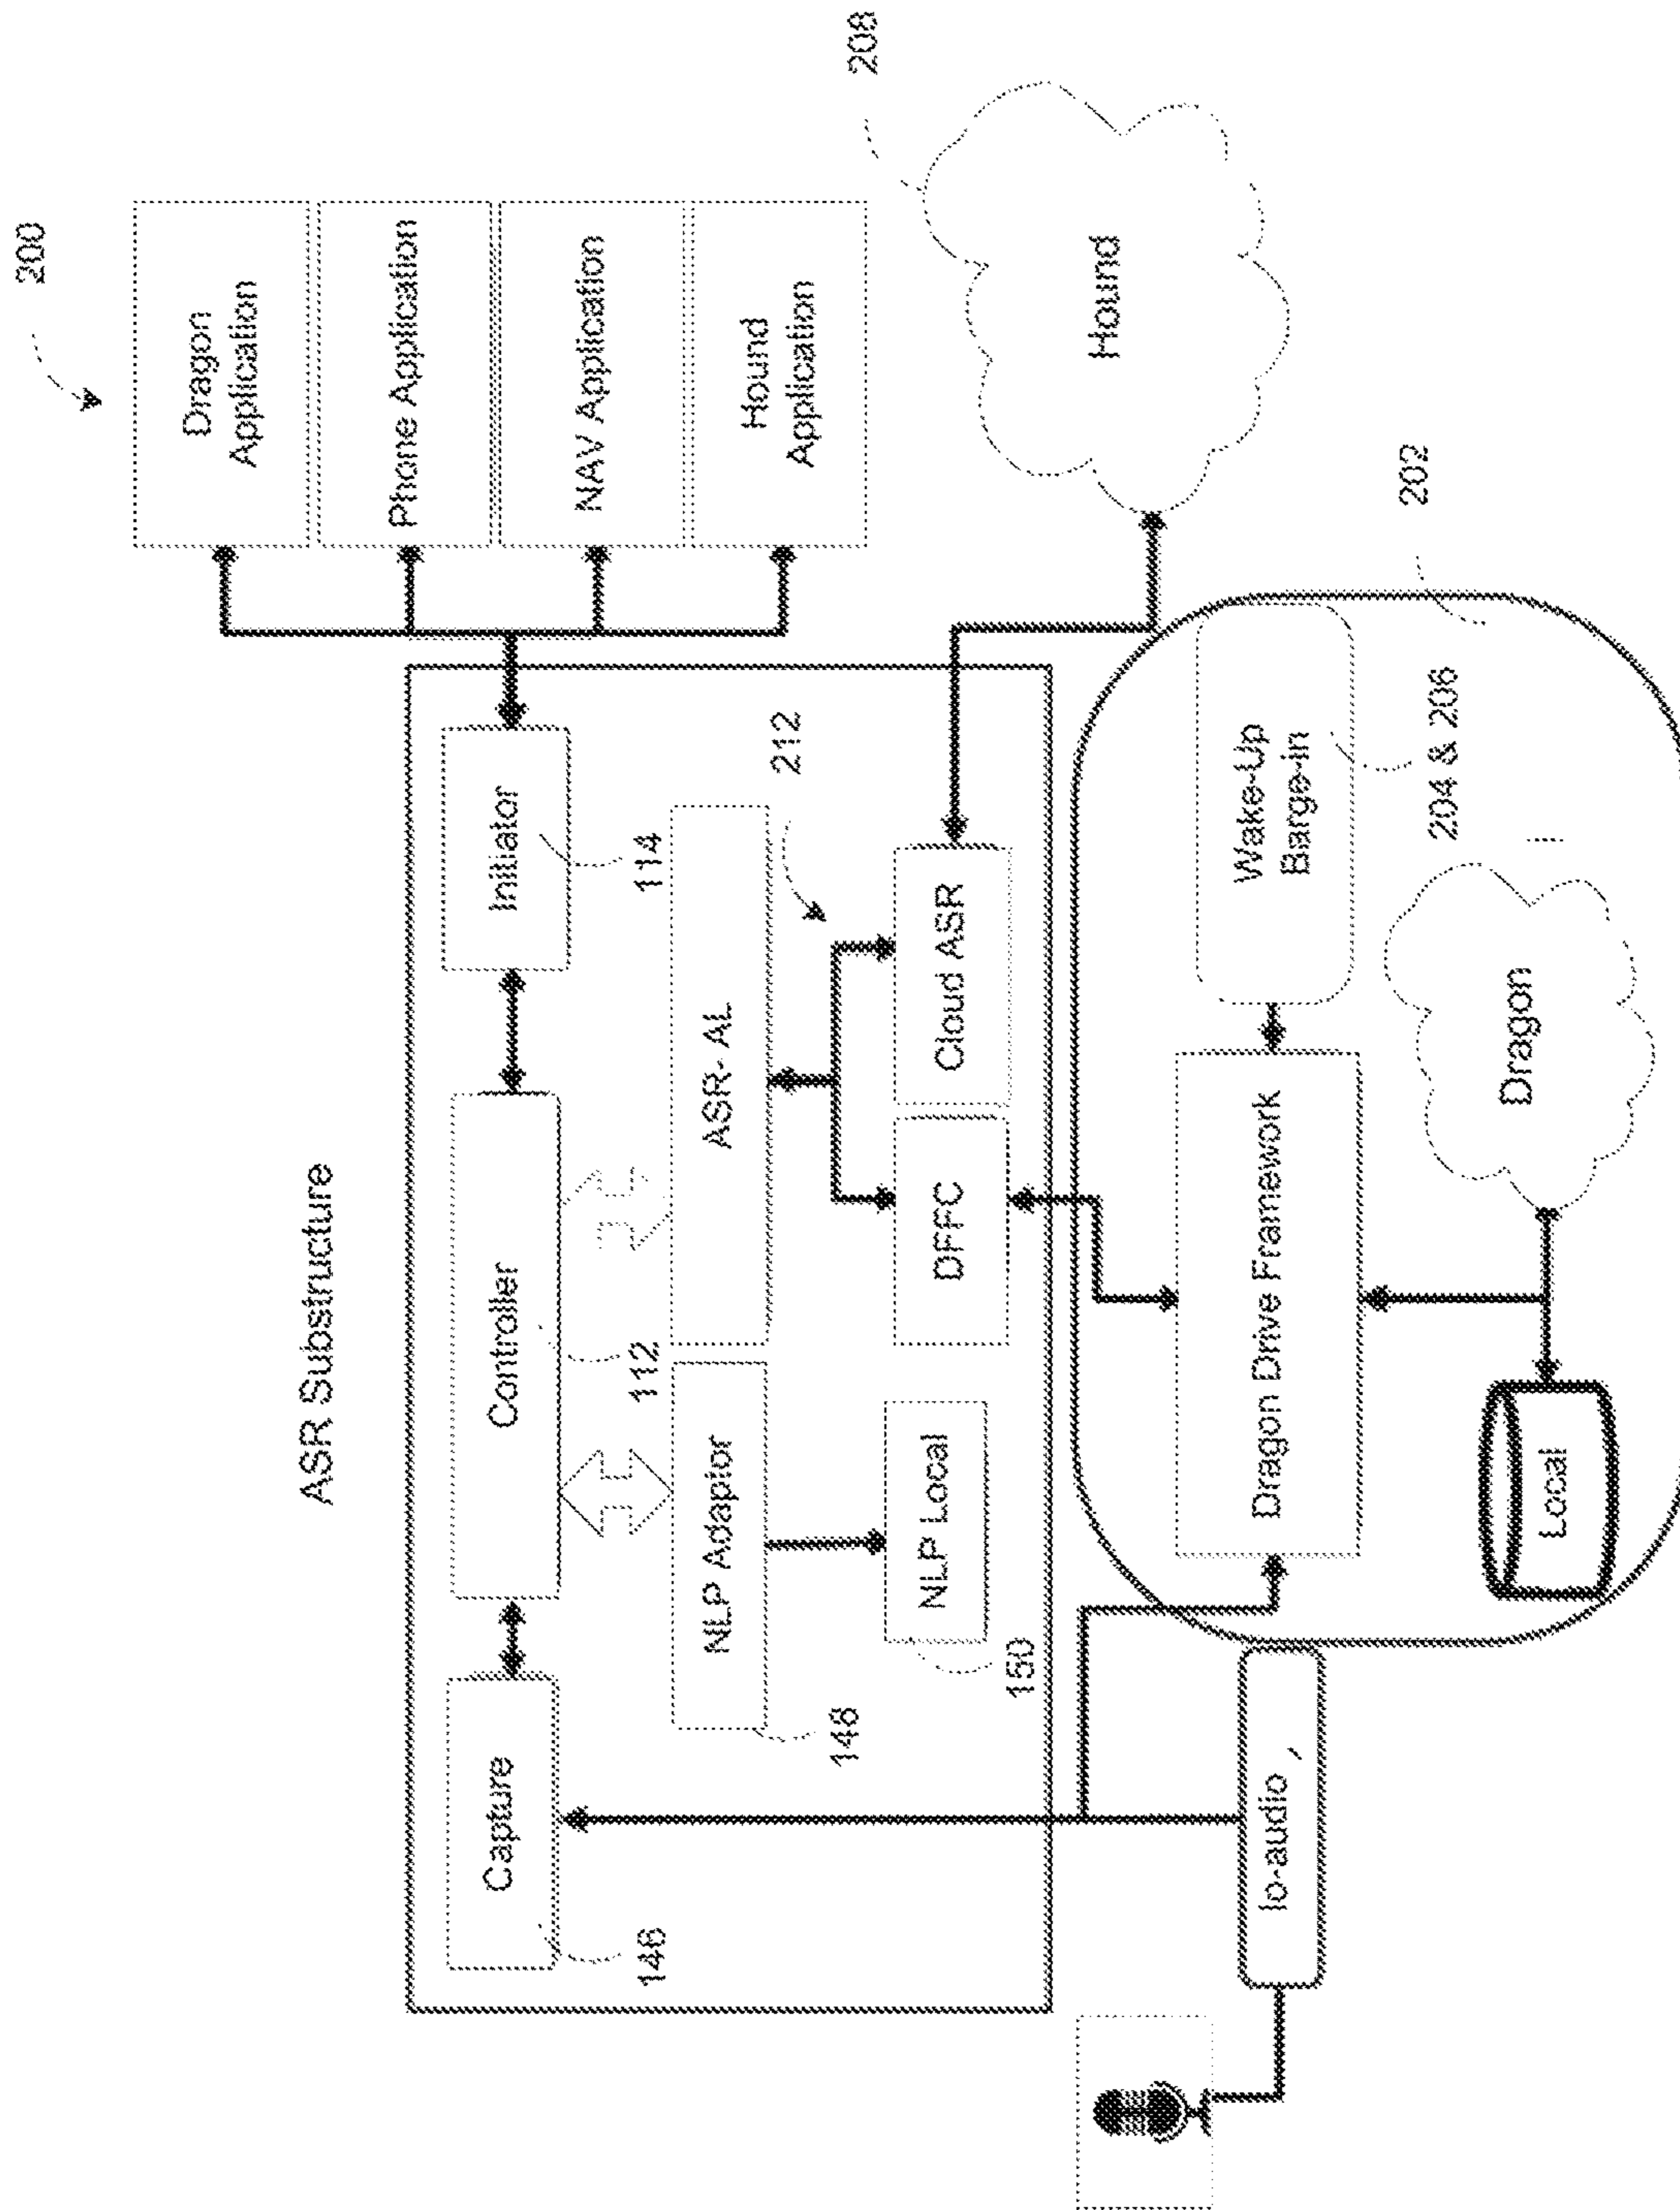 200
ASR Substructure
Dragon
Application
Phone Application
NAV Application
Hound
Application
Capture
146
Controller
112
Initiator
114
NLP Adaptor
148
ASR- AL
212
NLP Local
150
DFFC
Cloud ASR
208
Hound
202
Io-audio
Dragon Drive Framework
Wake-Up
Barge-in
204 & 206
Local
Dragon